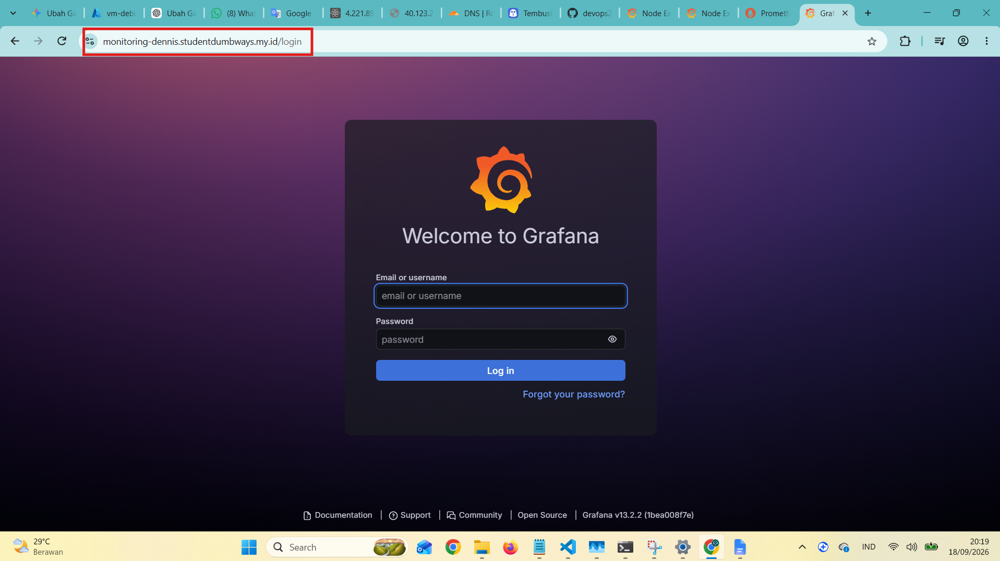 Ubah Ga
vm-debi
Ubah Ga
(8) What
Google T
4.221.89
40.123.2
DNS | Re
Tembusk
devops2
Node Ex
Node Ex
Prometh
Graf
monitoring-dennis.studentdumbways.my.id/login
Welcome to Grafana
Email or username
email or username
Password
password
Log in
Forgot your password?
Documentation | Support | Community | Open Source | Grafana v13.2.2 (1bea008f7e)
29°C
Berawan
Search
IND
20:19
18/09/2026